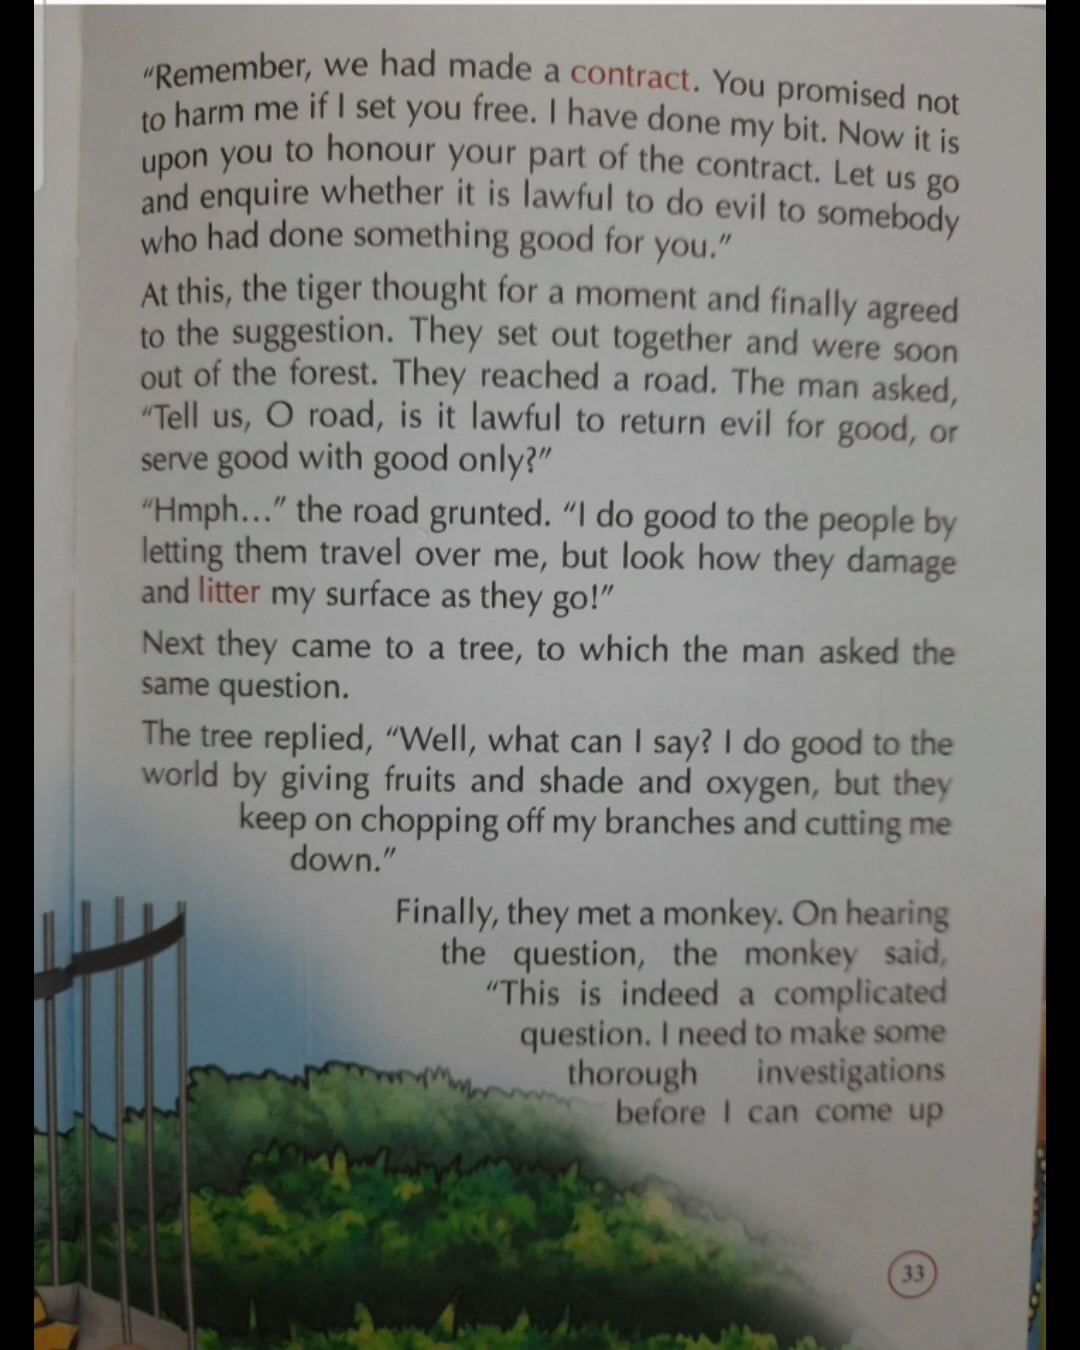 “Remember, we had made a contract. You promised not
to harm me if I set you free. I have done my bit. Now it is
upon you to honour your part of the contract. Let us go
and enquire whether it is lawful to do evil to somebody
who had done something good for you.”
At this, the tiger thought for a moment and finally agreed
to the suggestion. They set out together and were soon
out of the forest. They reached a road. The man asked,
“Tell us, O road, is it lawful to return evil for good, or
serve good with good only?”
“Hmph...” the road grunted. “I do good to the people by
letting them travel over me, but look how they damage
and litter my surface as they go!”
Next they came to a tree, to which the man asked the
same question.
The tree replied, “Well, what can I say? I do good to the
world by giving fruits and shade and oxygen, but they
keep on chopping off my branches and cutting me
down.”
Finally, they met a monkey. On hearing
the question, the monkey said,
“This is indeed a complicated
question. I need to make some
thorough investigations
before I can come up
33